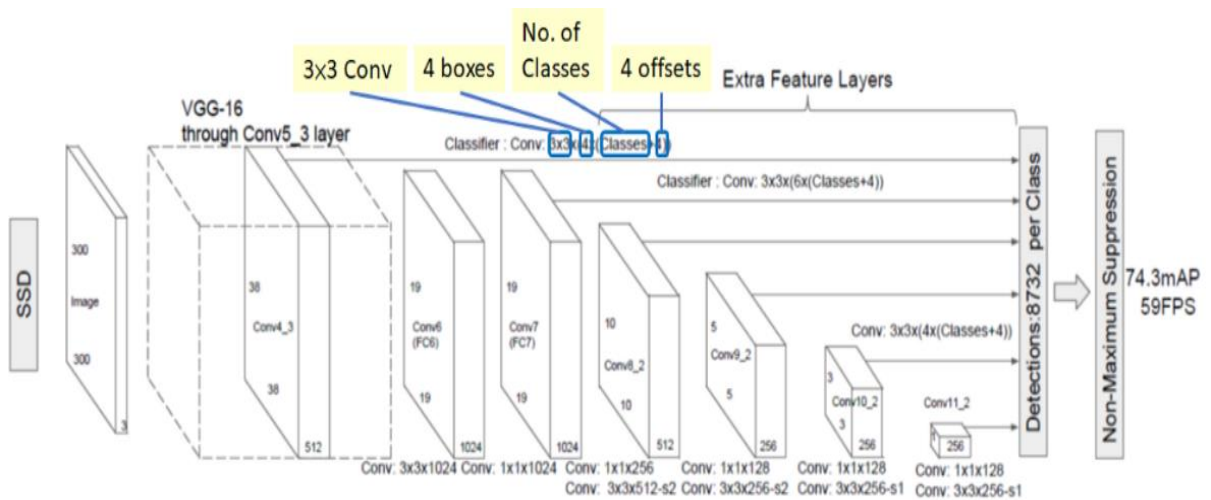 3x3 Conv
4 boxes
No. of
Classes
4 offsets
Extra Feature Layers
VGG-16
through Conv5_3 layer
Classifier : Conv: 3x3x(4x(Classes+4))
Classifier : Conv: 3x3x(6x(Classes+4))
SSD
300
Image
300
3
38
Conv4_3
38
512
19
Conv6
(FC6)
19
1024
19
Conv7
(FC7)
19
1024
10
Conv8_2
10
512
5
Conv9_2
5
256
Conv: 3x3x(4x(Classes+4))
3
Conv10_2
3
256
Conv11_2
1
256
Conv: 3x3x1024
Conv: 1x1x1024
Conv: 1x1x256
Conv: 3x3x512-s2
Conv: 1x1x128
Conv: 3x3x256-s2
Conv: 1x1x128
Conv: 3x3x256-s1
Conv: 1x1x128
Conv: 3x3x256-s1
Detections:8732 per Class
Non-Maximum Suppression
74.3mAP
59FPS